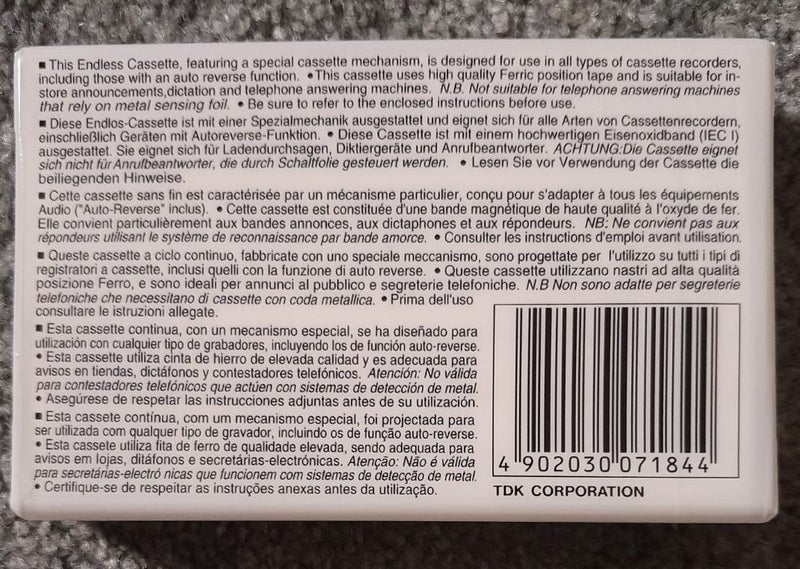 ■ This Endless Cassette, featuring a special cassette mechanism, is designed for use in all types of cassette recorders,
including those with an auto reverse function. • This cassette uses high quality Ferric position tape and is suitable for in-
store announcements,dictation and telephone answering machines. N.B. Not suitable for telephone answering machines
that rely on metal sensing foil. • Be sure to refer to the enclosed instructions before use.
■ Diese Endlos-Cassette ist mit einer Spezialmechanik ausgestattet und eignet sich für alle Arten von Cassettenrecordern,
einschließlich Geräten mit Autoreverse-Funktion. • Diese Cassette ist mit einem hochwertigen Eisenoxidband (IEC I)
ausgestattet. Sie eignet sich für Ladendurchsagen, Diktiergeräte und Anrufbeantworter. ACHTUNG:Die Cassette eignet
sich nicht für Anrufbeantworter, die durch Schaltfolie gesteuert werden. • Lesen Sie vor Verwendung der Cassette die
beiliegenden Hinweise.
■ Cette cassette sans fin est caractérisée par un mécanisme particulier, conçu pour s'adapter à tous les équipements
Audio ("Auto-Reverse" inclus). • Cette cassette est constituée d'une bande magnétique de haute qualité à l'oxyde de fer.
Elle convient particulièrement aux bandes annonces, aux dictaphones et aux répondeurs. NB: Ne convient pas aux
répondeurs utilisant le système de reconnaissance par bande amorce. • Consulter les instructions d'emploi avant utilisation.
■ Queste cassette a ciclo continuo, fabbricate con uno speciale meccanismo, sono progettate per l'utilizzo su tutti i tipi di
registratori a cassette, inclusi quelli con la funzione di auto reverse. • Queste cassette utilizzano nastri ad alta qualità
posizione Ferro, e sono ideali per annunci al pubblico e segreterie telefoniche. N.B Non sono adatte per segreterie
telefoniche che necessitano di cassette con coda metallica. • Prima dell'uso
consultare le istruzioni allegate.
■ Esta cassette continua, con un mecanismo especial, se ha diseñado para
utilización con cualquier tipo de grabadores, incluyendo los de función auto-reverse.
• Esta cassette utiliza cinta de hierro de elevada calidad y es adecuada para
avisos en tiendas, dictáfonos y contestadores telefónicos. Atención: No válida
para contestadores telefónicos que actúen con sistemas de detección de metal.
• Asegúrese de respetar las instrucciones adjuntas antes de su utilización.
■ Esta cassete contínua, com um mecanismo especial, foi projectada para
ser utilizada com qualquer tipo de gravador, incluindo os de função auto-reverse.
• Esta cassete utiliza fita de ferro de qualidade elevada, sendo adequada para
avisos em lojas, ditáfonos e secretárias-electrónicas. Atenção: Não é válida
para secretárias-electró nicas que funcionem com sistemas de detecção de metal.
• Certifique-se de respeitar as instruções anexas antes da utilização.
4 902030 071844
TDK CORPORATION